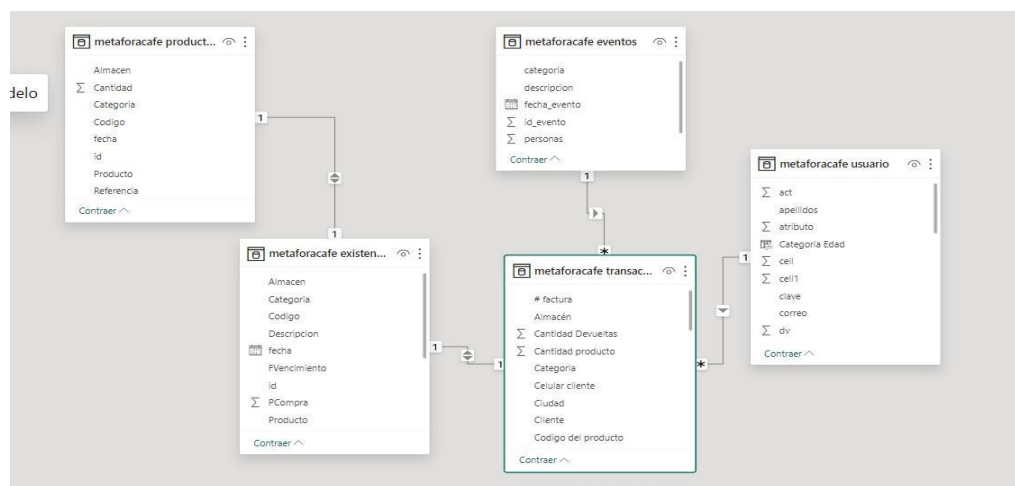 delo
metaforacafe product...
Almacen
Σ Cantidad
Categoria
Codigo
fecha
id
Producto
Referencia
Contraer
1
1
metaforacafe existen...
Almacen
Categoria
Codigo
Descripcion
fecha
FVencimiento
id
Σ PCompra
Producto
Contraer
1
1
metaforacafe eventos
categoria
descripcion
fecha_evento
Σ id_evento
Σ personas
Contraer
1
*
metaforacafe transac...
# factura
Almacén
Σ Cantidad Devueltas
Σ Cantidad producto
Categoria
Celular cliente
Ciudad
Cliente
Codigo del producto
Contraer
*
1
metaforacafe usuario
Σ act
apellidos
Σ atributo
Categoria Edad
Σ cell
Σ cell1
clave
correo
Σ dv
Contraer